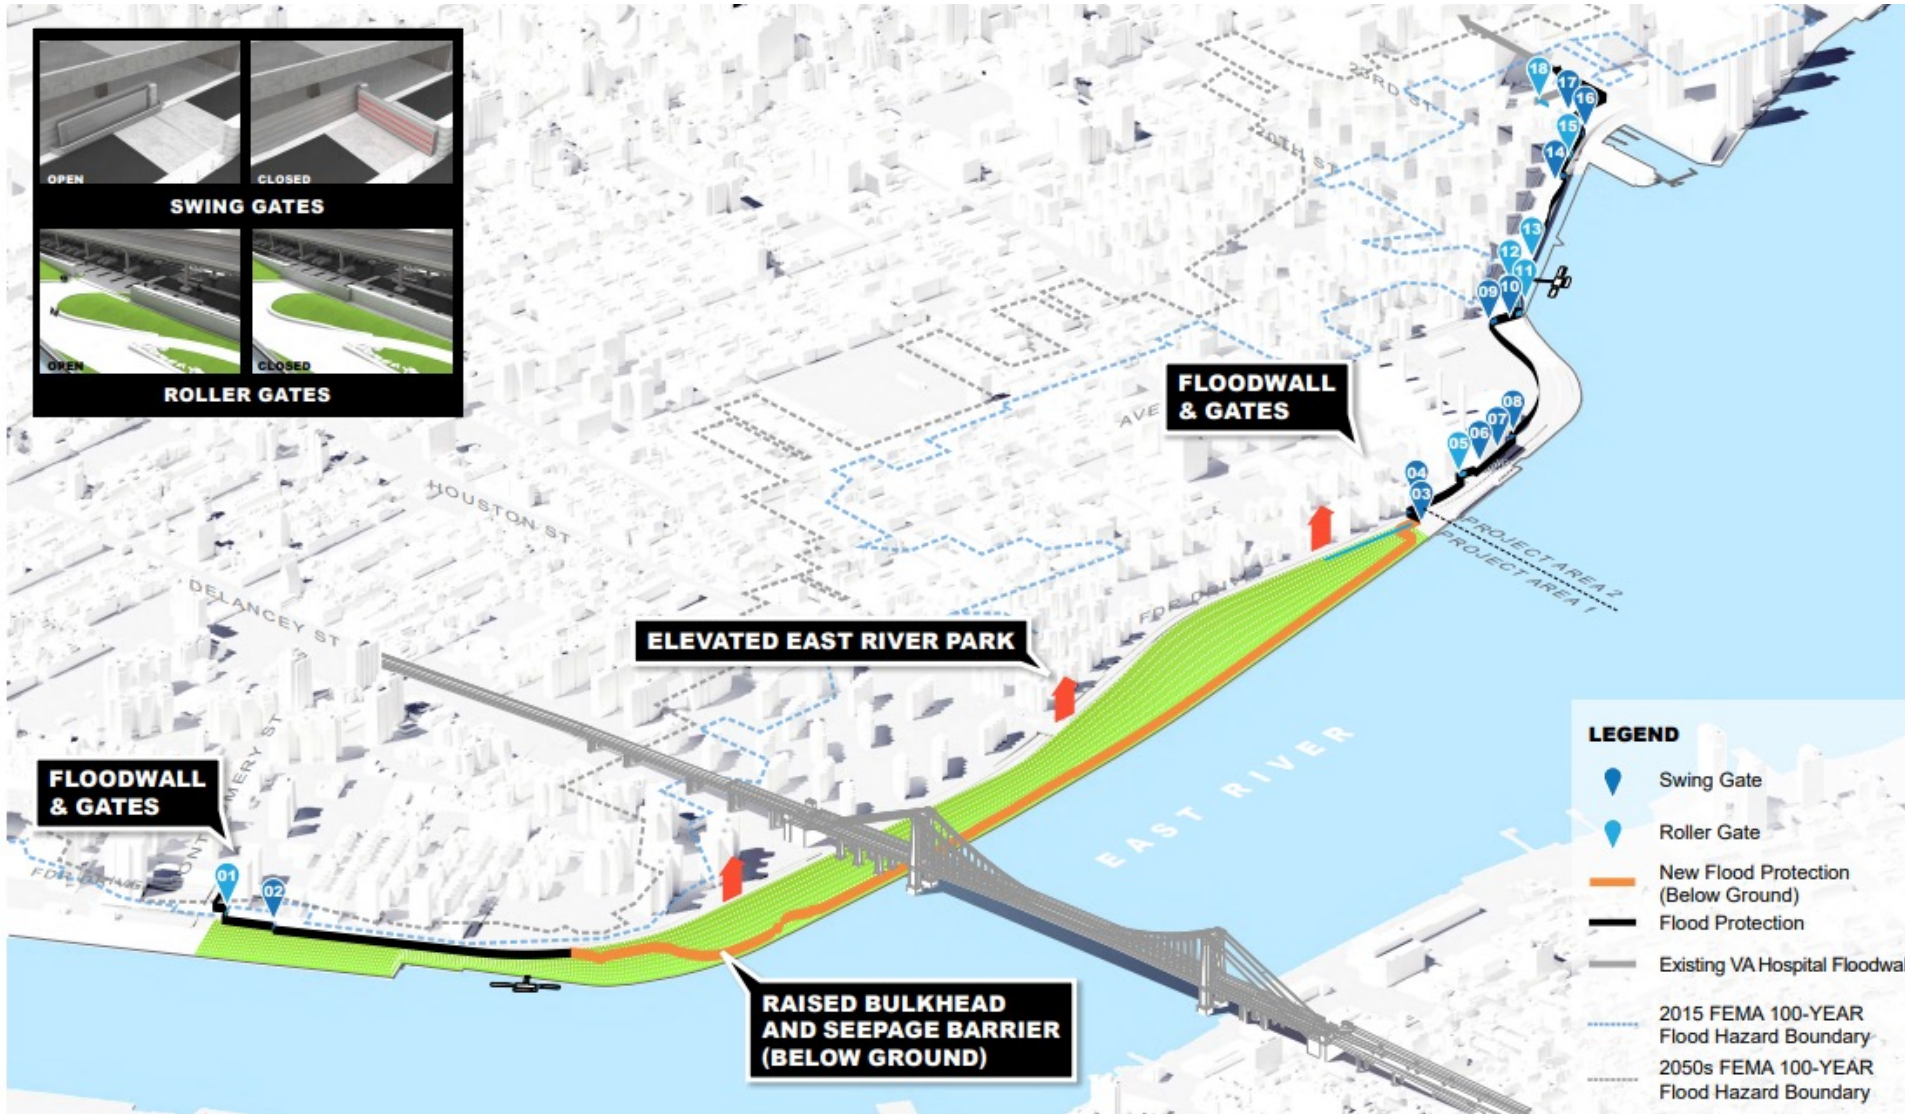 OPEN
CLOSED
SWING GATES
OPEN
CLOSED
ROLLER GATES
23RD ST
20TH ST
18
17
16
15
14
13
12
11
10
09
FLOODWALL
& GATES
AVE
08
07
06
05
04
03
HOUSTON ST
PROJECT AREA 2
PROJECT AREA 1
DELANCEY ST
ELEVATED EAST RIVER PARK
EAST RIVER
FLOODWALL
& GATES
01
02
RAISED BULKHEAD
AND SEEPAGE BARRIER
(BELOW GROUND)
LEGEND
Swing Gate
Roller Gate
New Flood Protection
(Below Ground)
Flood Protection
Existing VA Hospital Floodwal
2015 FEMA 100-YEAR
Flood Hazard Boundary
2050s FEMA 100-YEAR
Flood Hazard Boundary